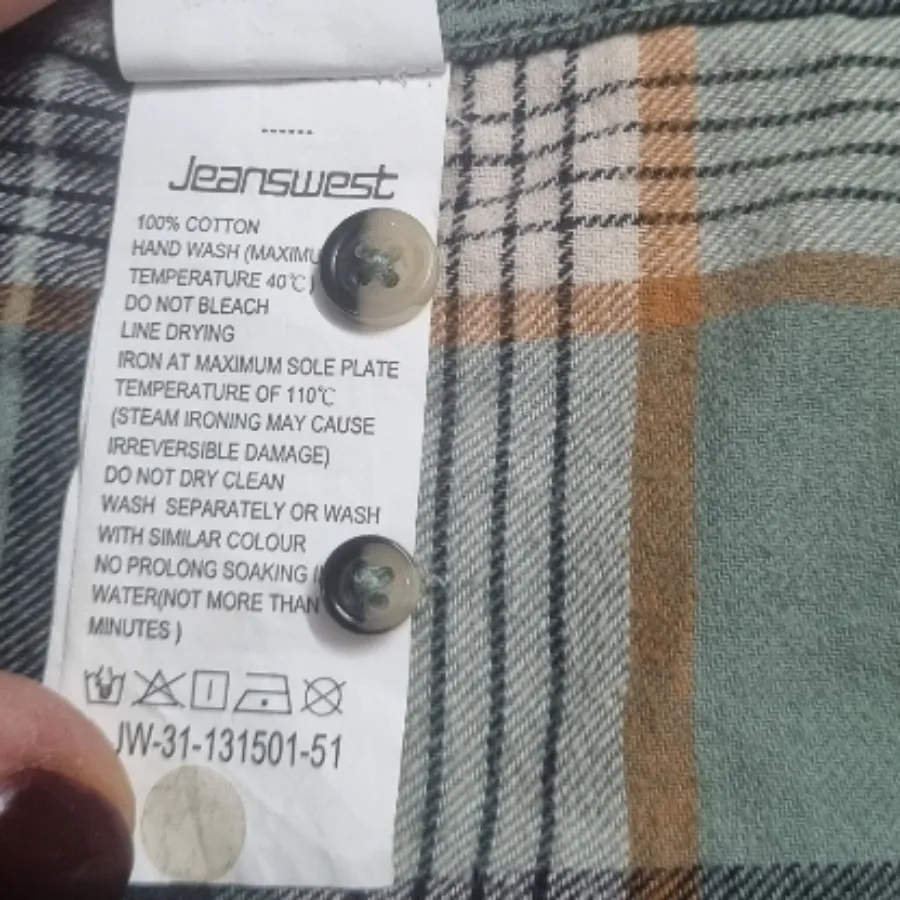 ------
Jeanswest
100% COTTON
HAND WASH (MAXIMU
TEMPERATURE 40℃)
DO NOT BLEACH
LINE DRYING
IRON AT MAXIMUM SOLE PLATE
TEMPERATURE OF 110℃
(STEAM IRONING MAY CAUSE
IRREVERSIBLE DAMAGE)
DO NOT DRY CLEAN
WASH SEPARATELY OR WASH
WITH SIMILAR COLOUR
NO PROLONG SOAKING
WATER(NOT MORE THAN
MINUTES )
JW-31-131501-51